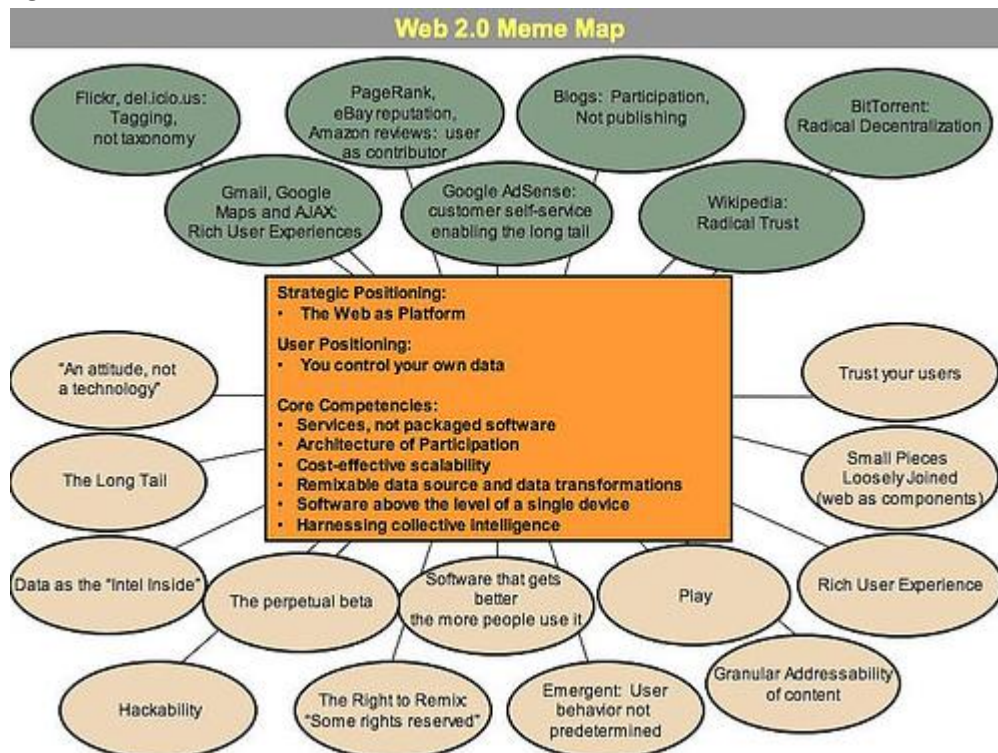 Web 2.0 Meme Map
Flickr, del.icio.us:
Tagging,
not taxonomy
PageRank,
eBay reputation,
Amazon reviews: user
as contributor
Blogs: Participation,
Not publishing
BitTorrent:
Radical Decentralization
Gmail, Google
Maps and AJAX:
Rich User Experiences
Google AdSense:
customer self-service
enabling the long tail
Wikipedia:
Radical Trust
Strategic Positioning:
• The Web as Platform
User Positioning:
• You control your own data
Core Competencies:
• Services, not packaged software
• Architecture of Participation
• Cost-effective scalability
• Remixable data source and data transformations
• Software above the level of a single device
• Harnessing collective intelligence
"An attitude, not
a technology"
Trust your users
The Long Tail
Small Pieces
Loosely Joined
(web as components)
Data as the "Intel Inside"
The perpetual beta
Software that gets
better
the more people use it
Play
Rich User Experience
Hackability
The Right to Remix:
"Some rights reserved"
Emergent: User
behavior not
predetermined
Granular Addressability
of content